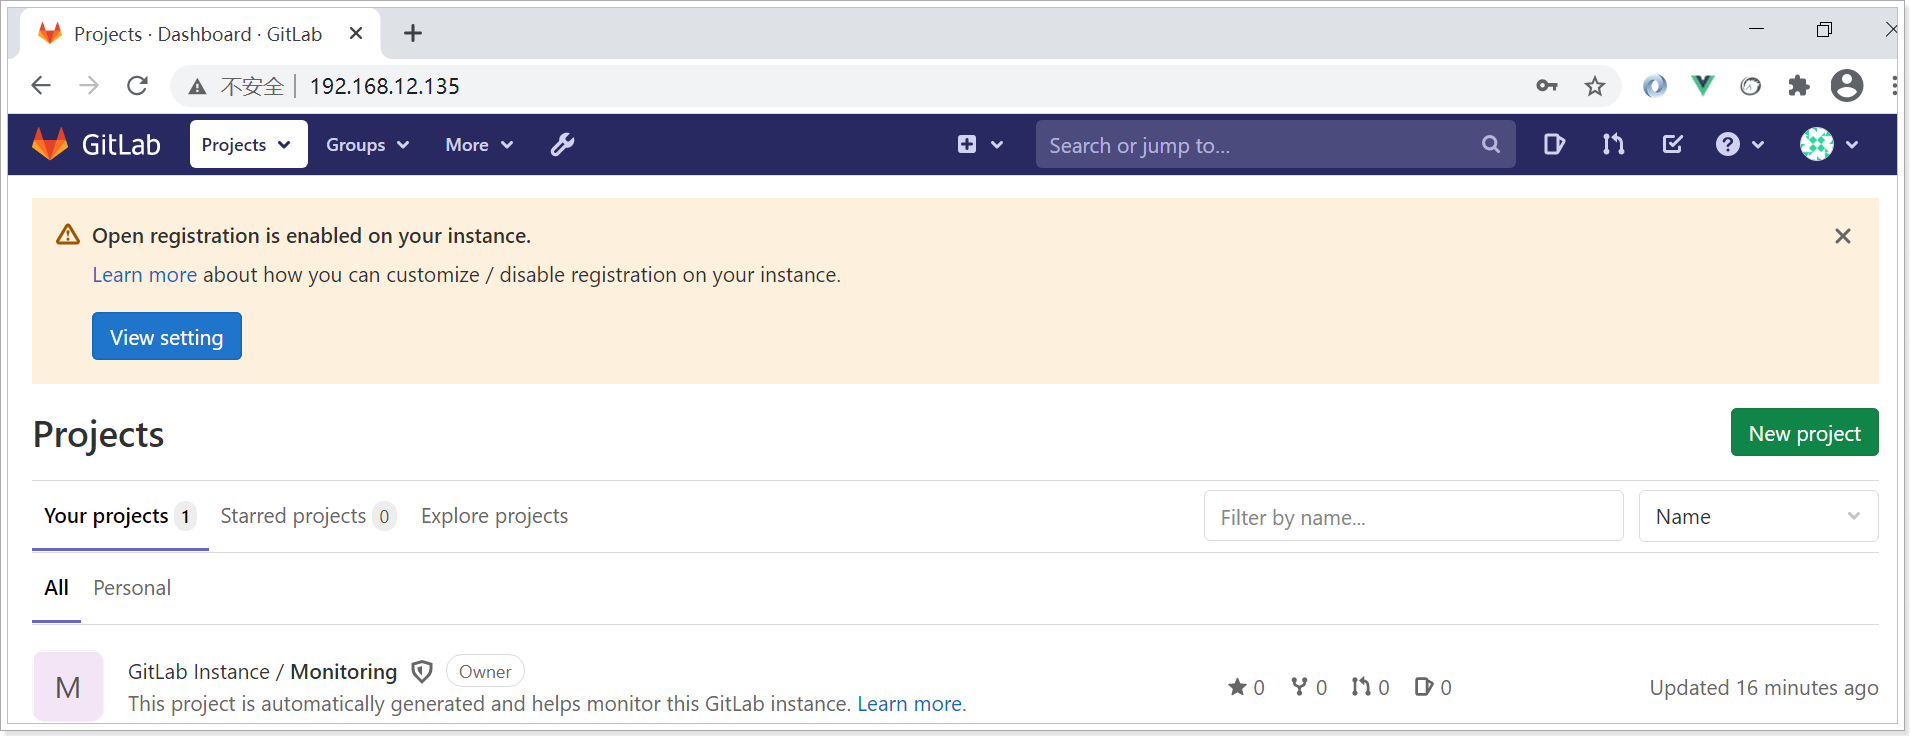 Projects · Dashboard · GitLab
不安全 192.168.12.135
GitLab Projects Groups More Search or jump to...
Open registration is enabled on your instance.
Learn more about how you can customize / disable registration on your instance.
View setting
Projects New project
Your projects 1 Starred projects 0 Explore projects Filter by name... Name
All Personal
M GitLab Instance / Monitoring Owner
This project is automatically generated and helps monitor this GitLab instance. Learn more.
0 0 0 0 Updated 16 minutes ago